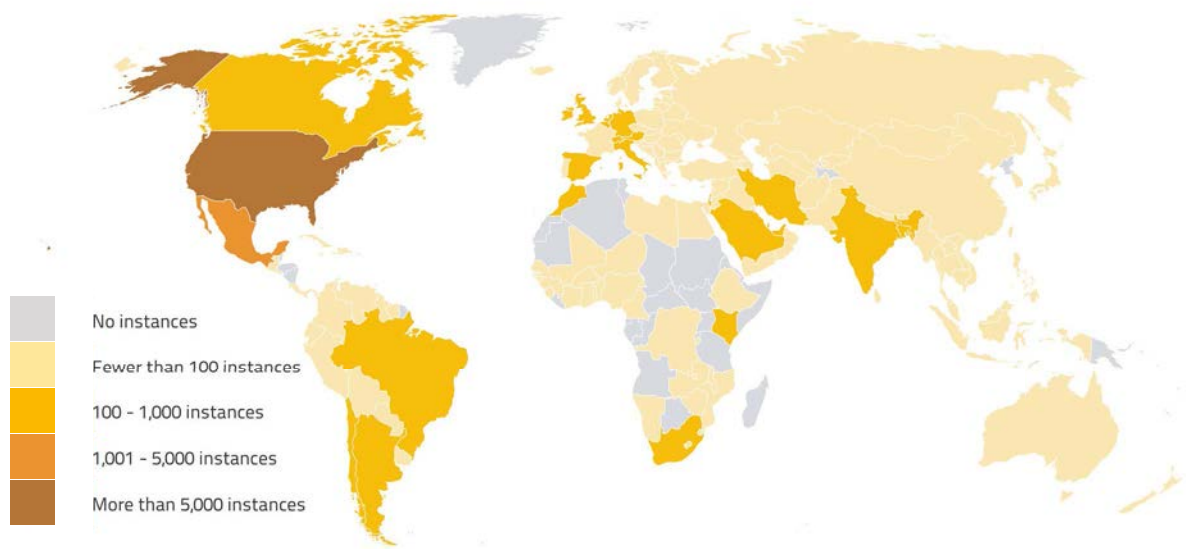 No instances
Fewer than 100 instances
100 - 1,000 instances
1,001 - 5,000 instances
More than 5,000 instances